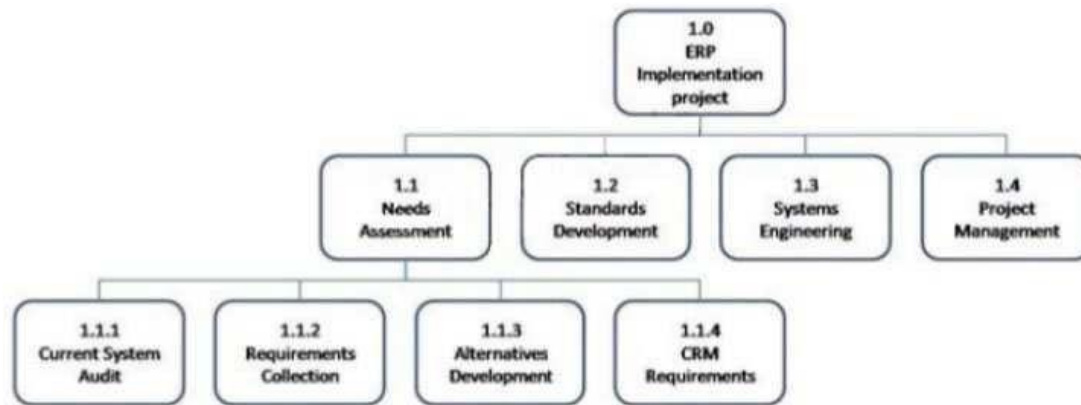 1.0
ERP
Implementation
project
1.1
Needs
Assessment
1.2
Standards
Development
1.3
Systems
Engineering
1.4
Project
Management
1.1.1
Current System
Audit
1.1.2
Requirements
Collection
1.1.3
Alternatives
Development
1.1.4
CRM
Requirements